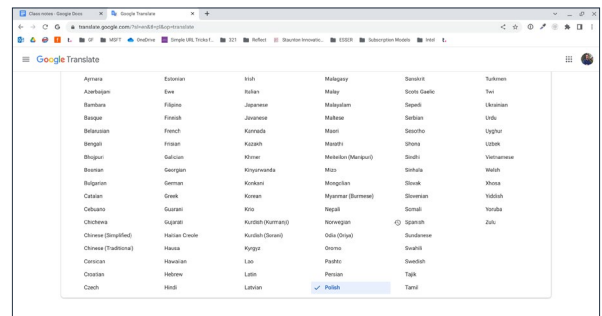 Class notes - Google Docs
Google Translate
translate.google.com/?sl=en&tl=pl&op=translate
GF
MSFT
OneDrive
Simple URL Tricks f...
321
Reflect
Staunton Innovatio...
ESSER
Subscription Models
Intel
Google Translate
Aymara Estonian Irish Malagasy Sanskrit Turkmen
Azerbaijani Ewe Italian Malay Scots Gaelic Twi
Bambara Filipino Japanese Malayalam Sepedi Ukrainian
Basque Finnish Javanese Maltese Serbian Urdu
Belarusian French Kannada Maori Sesotho Uyghur
Bengali Frisian Kazakh Marathi Shona Uzbek
Bhojpuri Galician Khmer Meiteilon (Manipuri) Sindhi Vietnamese
Bosnian Georgian Kinyarwanda Mizo Sinhala Welsh
Bulgarian German Konkani Mongolian Slovak Xhosa
Catalan Greek Korean Myanmar (Burmese) Slovenian Yiddish
Cebuano Guarani Krio Nepali Somali Yoruba
Chichewa Gujarati Kurdish (Kurmanji) Norwegian Spanish Zulu
Chinese (Simplified) Haitian Creole Kurdish (Sorani) Odia (Oriya) Sundanese
Chinese (Traditional) Hausa Kyrgyz Oromo Swahili
Corsican Hawaiian Lao Pashto Swedish
Croatian Hebrew Latin Persian Tajik
Czech Hindi Latvian Polish Tamil